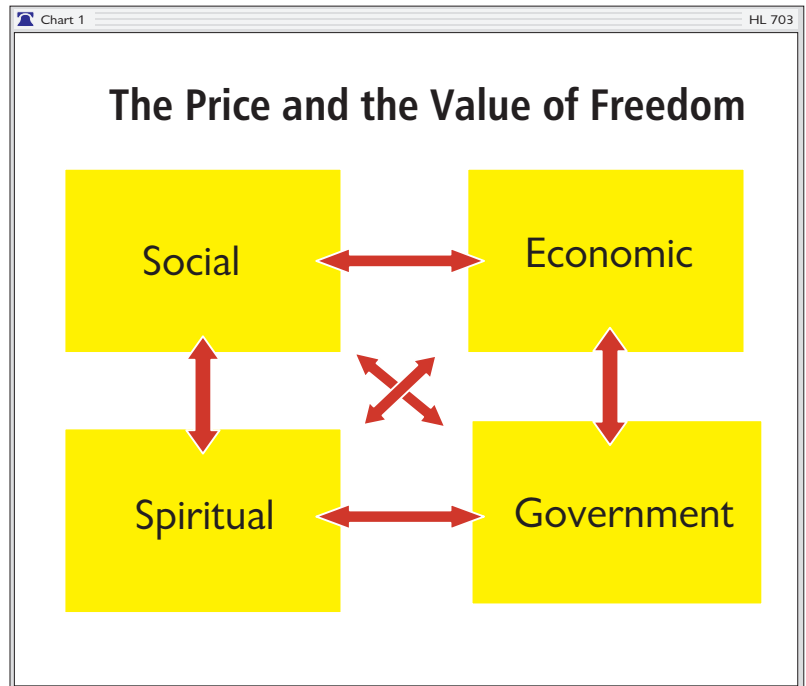 Chart 1
HL 703
The Price and the Value of Freedom
Social
Economic
Spiritual
Government